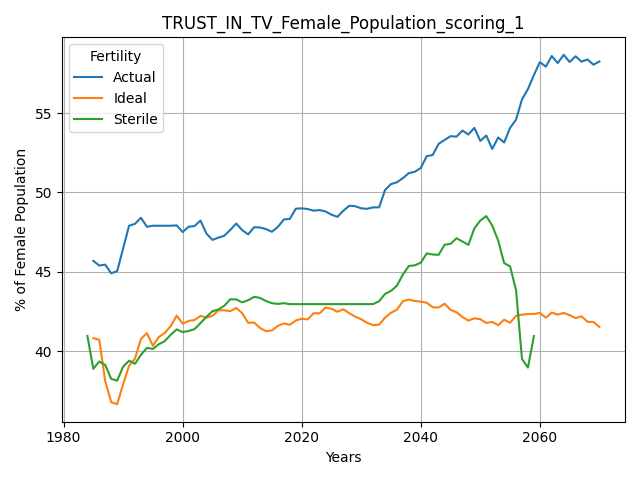 TRUST_IN_TV_Female_Population_scoring_1
Fertility
Actual
Ideal
Sterile
% of Female Population
55
50
45
40
1980
2000
2020
2040
2060
Years